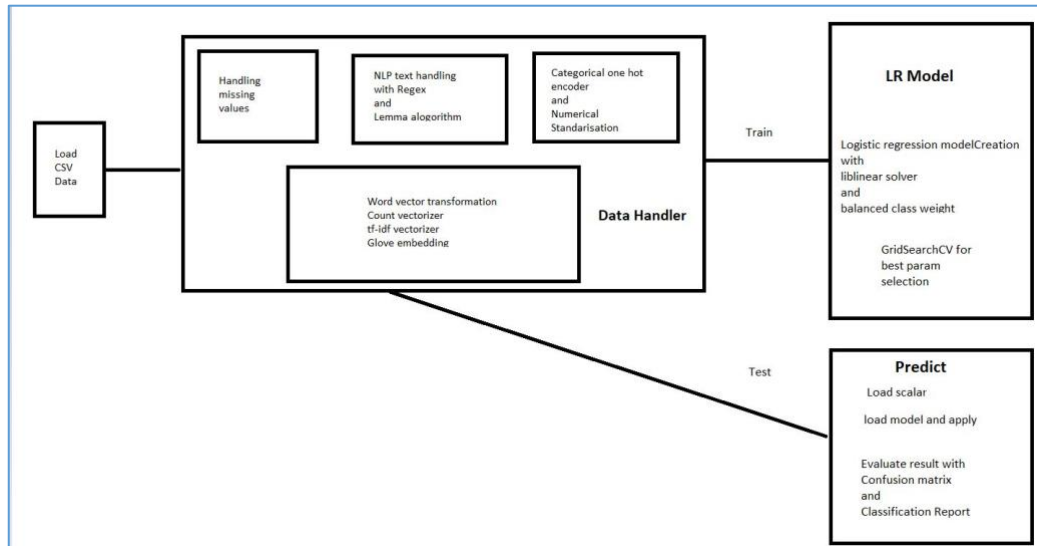 Load
CSV
Data
Handling
missing
values
NLP text handling
with Regex
and
Lemma alogorithm
Categorical one hot
encoder
and
Numerical
Standarisation
Word vector transformation
Count vectorizer
tf-idf vectorizer
Glove embedding
Data Handler
Train
LR Model
Logistic regression modelCreation
with
liblinear solver
and
balanced class weight
GridSearchCV for
best param
selection
Test
Predict
Load scalar
load model and apply
Evaluate result with
Confusion matrix
and
Classification Report